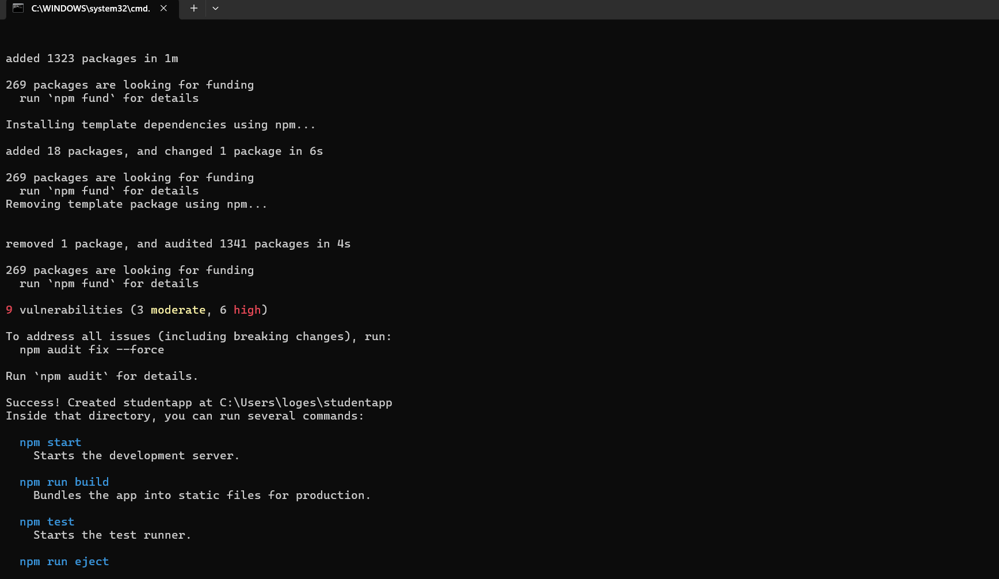 C:\WINDOWS\system32\cmd.
added 1323 packages in 1m
269 packages are looking for funding
run `npm fund` for details
Installing template dependencies using npm...
added 18 packages, and changed 1 package in 6s
269 packages are looking for funding
run `npm fund` for details
Removing template package using npm...
removed 1 package, and audited 1341 packages in 4s
269 packages are looking for funding
run `npm fund` for details
9 vulnerabilities (3 moderate, 6 high)
To address all issues (including breaking changes), run:
npm audit fix --force
Run `npm audit` for details.
Success! Created studentapp at C:\Users\loges\studentapp
Inside that directory, you can run several commands:
npm start
Starts the development server.
npm run build
Bundles the app into static files for production.
npm test
Starts the test runner.
npm run eject